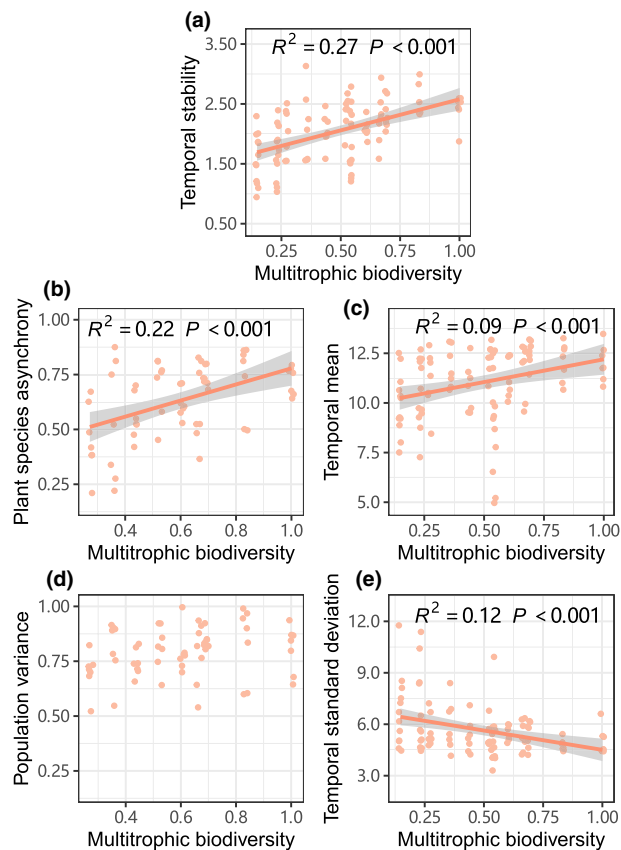 (a)
R² = 0.27 P < 0.001
Temporal stability
3.50
2.50
1.50
0.50
0.25 0.50 0.75 1.00
Multitrophic biodiversity
(b)
R² = 0.22 P < 0.001
Plant species asynchrony
1.00
0.75
0.50
0.25
0.4 0.6 0.8 1.0
Multitrophic biodiversity
(c)
R² = 0.09 P < 0.001
Temporal mean
12.5
10.0
7.5
5.0
0.25 0.50 0.75 1.00
Multitrophic biodiversity
(d)
Population variance
1.00
0.75
0.50
0.25
0.4 0.6 0.8 1.0
Multitrophic biodiversity
(e)
R² = 0.12 P < 0.001
Temporal standard deviation
12.0
9.0
6.0
3.0
0.25 0.50 0.75 1.00
Multitrophic biodiversity